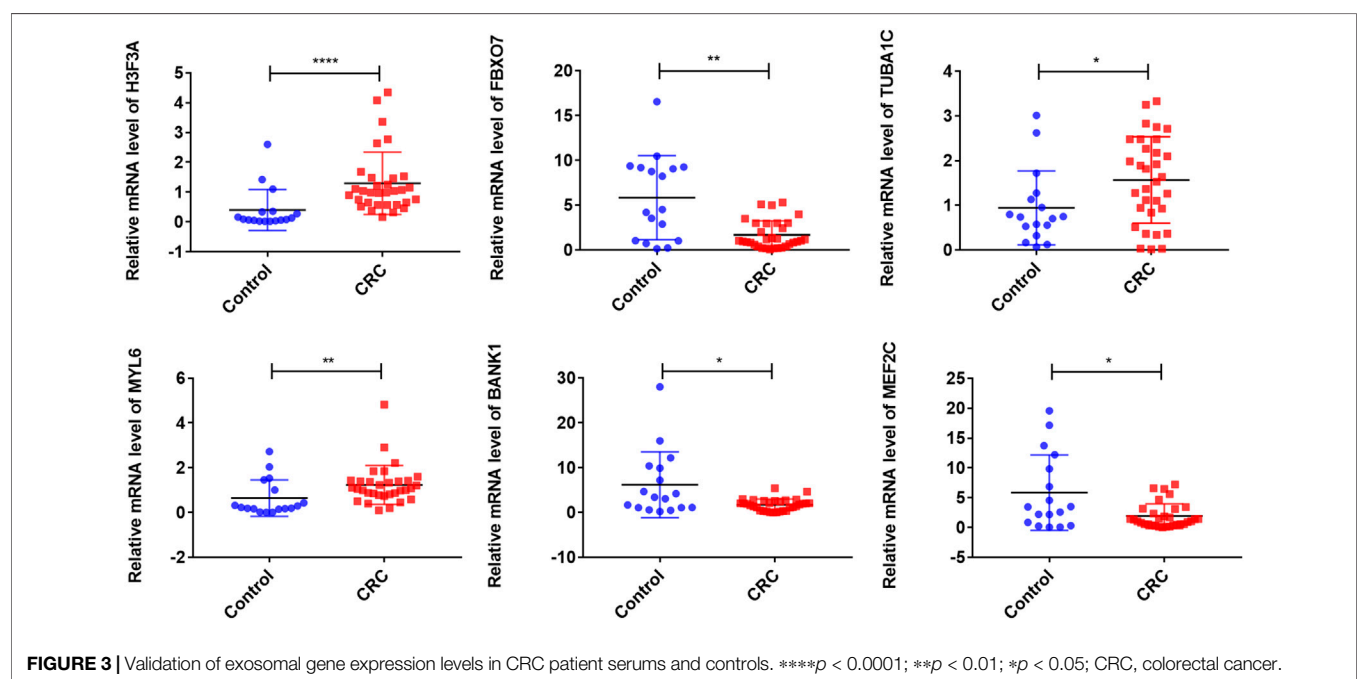 Relative mRNA level of H3F3A
****
5
4
3
2
1
0
-1
Control
CRC
Relative mRNA level of FBXO7
**
20
15
10
5
0
Control
CRC
Relative mRNA level of TUBA1C
*
4
3
2
1
0
Control
CRC
Relative mRNA level of MYL6
**
6
4
2
0
-2
Control
CRC
Relative mRNA level of BANK1
*
30
20
10
0
-10
Control
CRC
Relative mRNA level of MEF2C
*
25
20
15
10
5
0
-5
Control
CRC
FIGURE 3 | Validation of exosomal gene expression levels in CRC patient serums and controls. ****p < 0.0001; **p < 0.01; *p < 0.05; CRC, colorectal cancer.